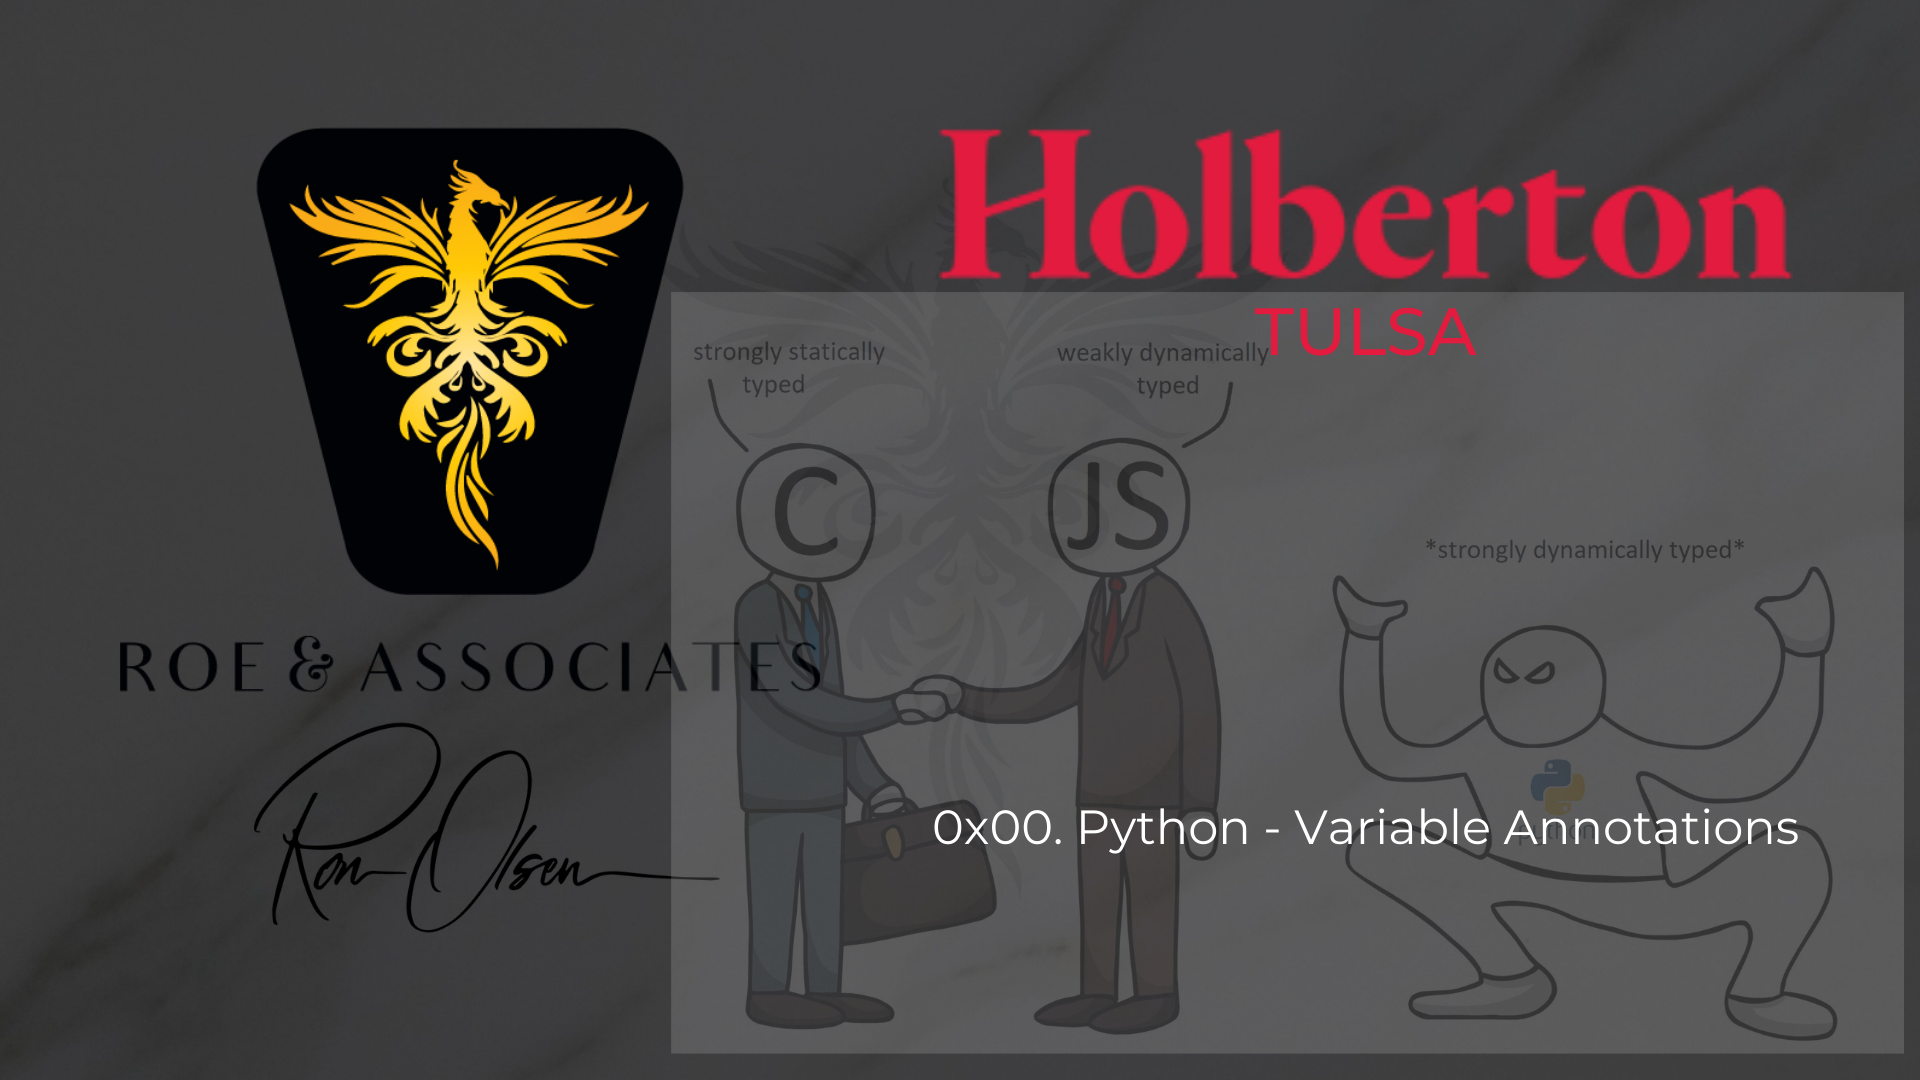 Holberton
TULSA
strongly statically
typed
weakly dynamically
typed
C
JS
*strongly dynamically typed*
ROE & ASSOCIATES
Ron Olsen
python
0x00. Python - Variable Annotations